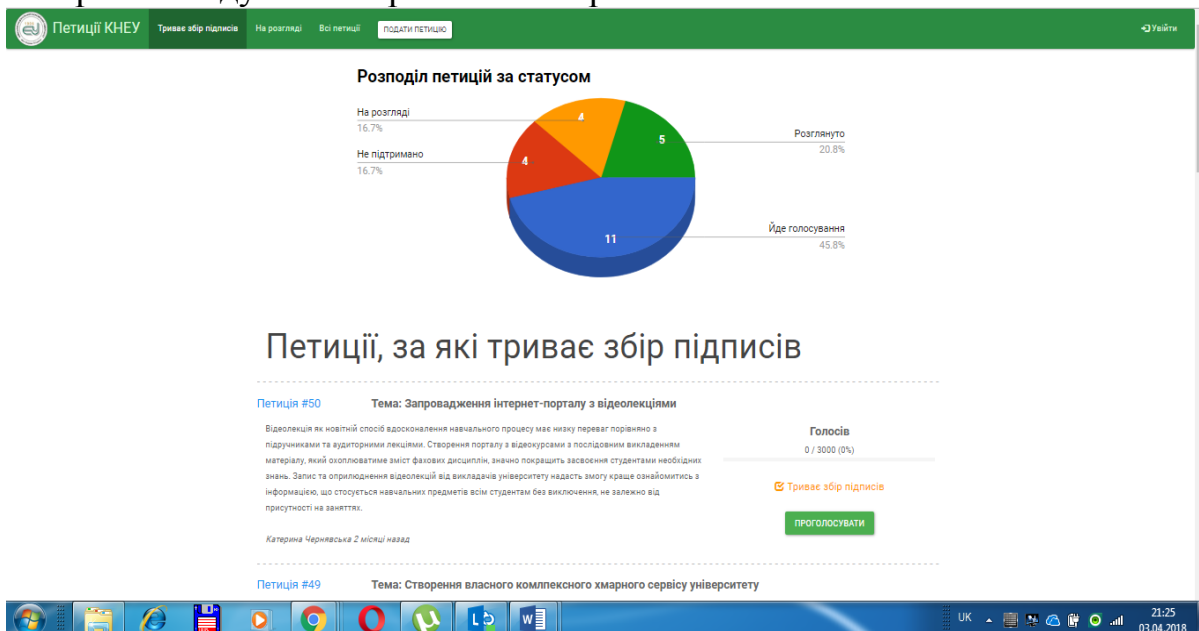 Петиції КНЕУ Триває збір підписів На розгляді Всі петиції ПОДАТИ ПЕТИЦІЮ Увійти
Розподіл петицій за статусом
На розгляді
16.7%
Не підтримано
16.7%
4
4
5
11
Розглянуто
20.8%
Йде голосування
45.8%
Петиції, за які триває збір підписів
Петиція #50 Тема: Запровадження інтернет-порталу з відеолекціями
Відеолекція як новітній спосіб вдосконалення навчального процесу має низку переваг порівняно з
підручниками та аудиторними лекціями. Створення порталу з відеокурсами з послідовним викладенням
матеріалу, який охоплюватиме зміст фахових дисциплін, значно покращить засвоєння студентами необхідних
знань. Запис та оприлюднення відеолекцій від викладачів університету надасть змогу краще ознайомитись з
інформацією, що стосується навчальних предметів всім студентам без виключення, не залежно від
присутності на заняттях.
Катерина Чернявська 2 місяці назад
Голосів
0 / 3000 (0%)
Триває збір підписів
ПРОГОЛОСУВАТИ
Петиція #49 Тема: Створення власного комлпексного хмарного сервісу університету
UK
21:25
03.04.2018